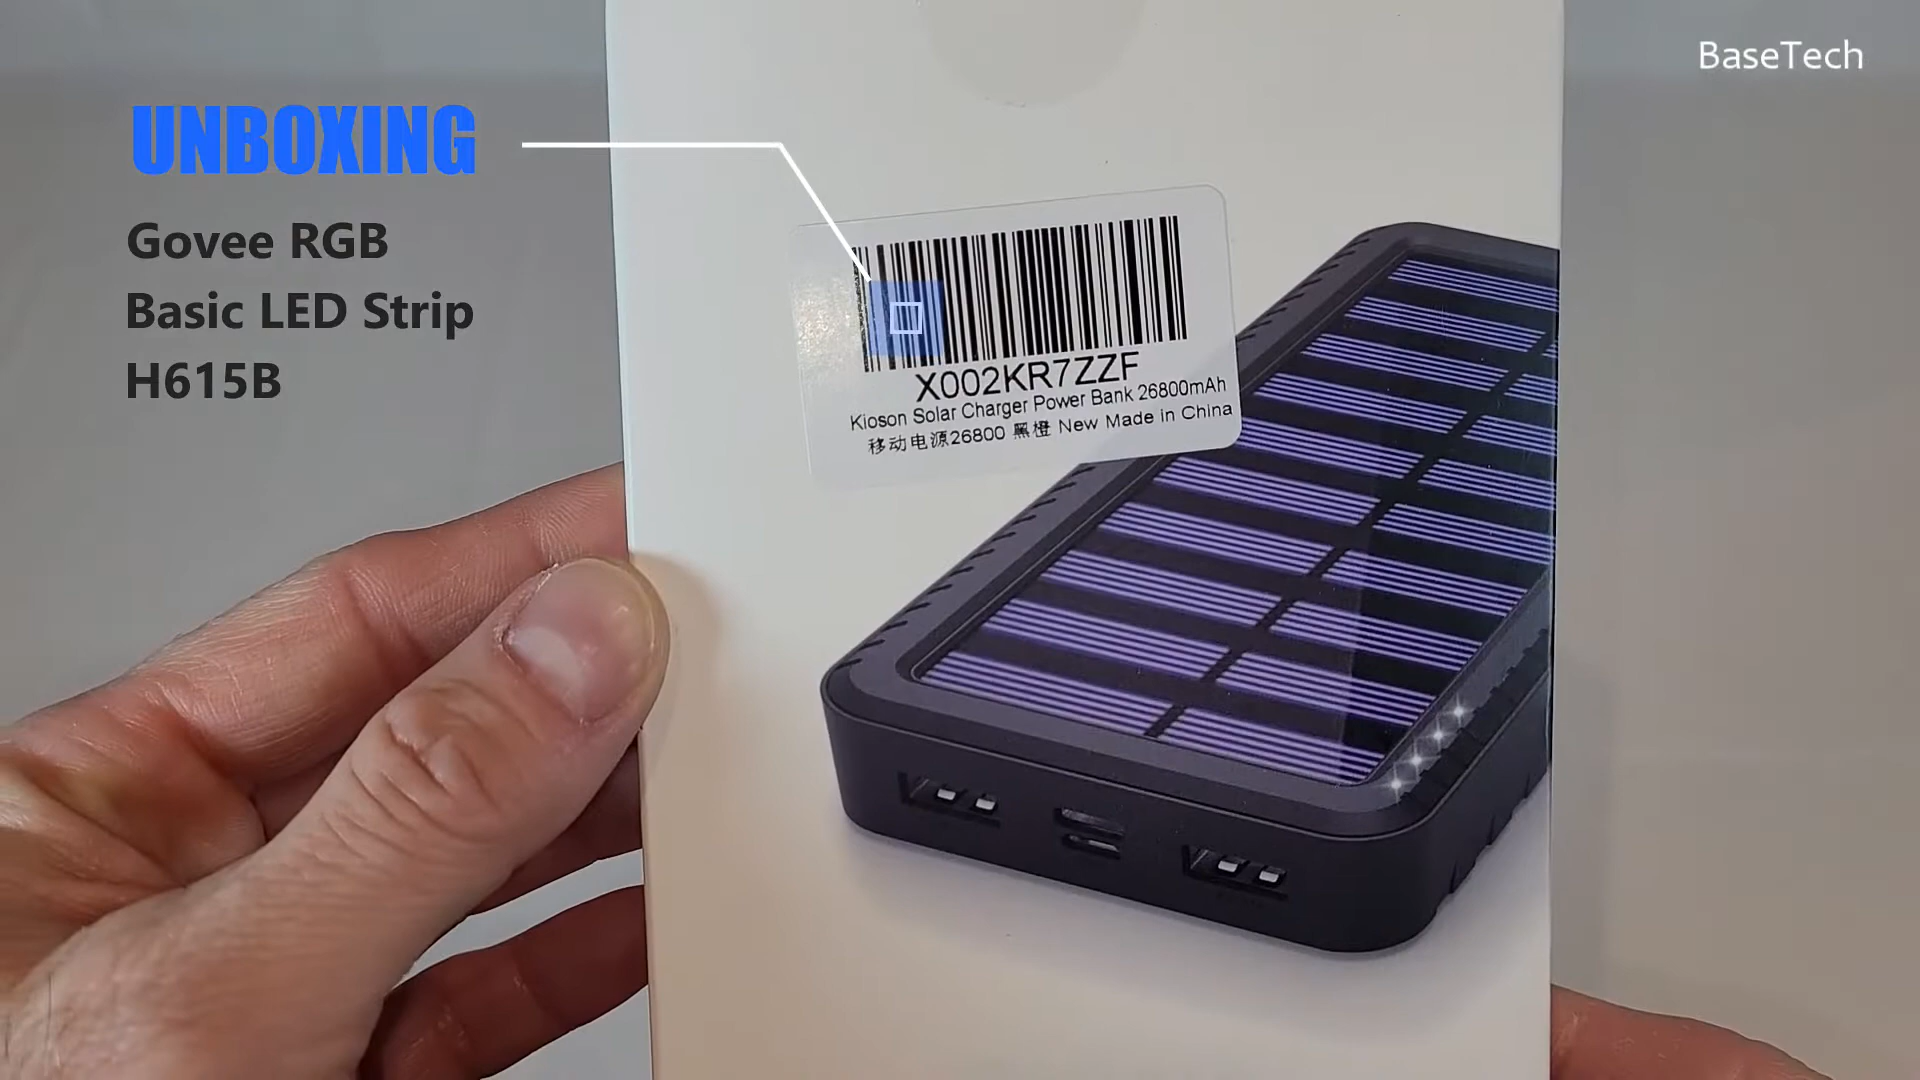 BaseTech
UNBOXING
Govee RGB
Basic LED Strip
H615B
X002KR7ZZF
Kioson Solar Charger Power Bank 26800mAh
移动电源26800 黑橙 New Made in China